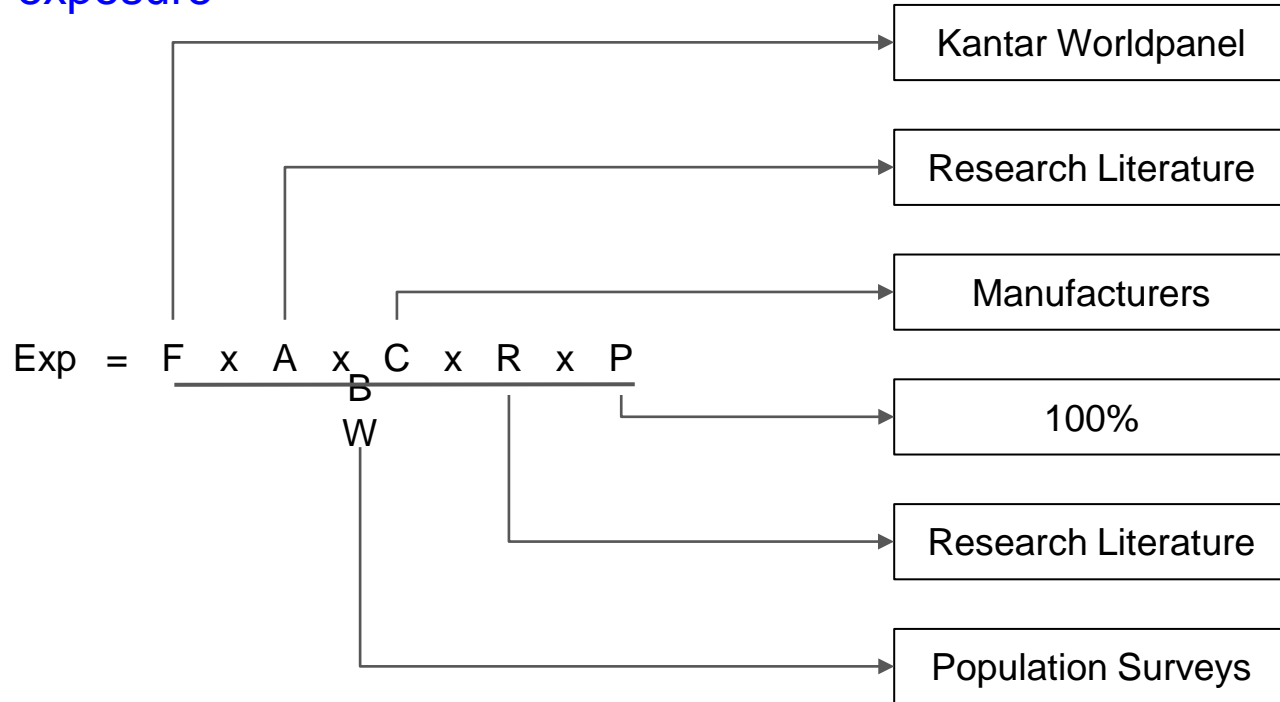 exposure
Kantar Worldpanel
Research Literature
Manufacturers
Exp = F x A x C x R x P
B
W
100%
Research Literature
Population Surveys